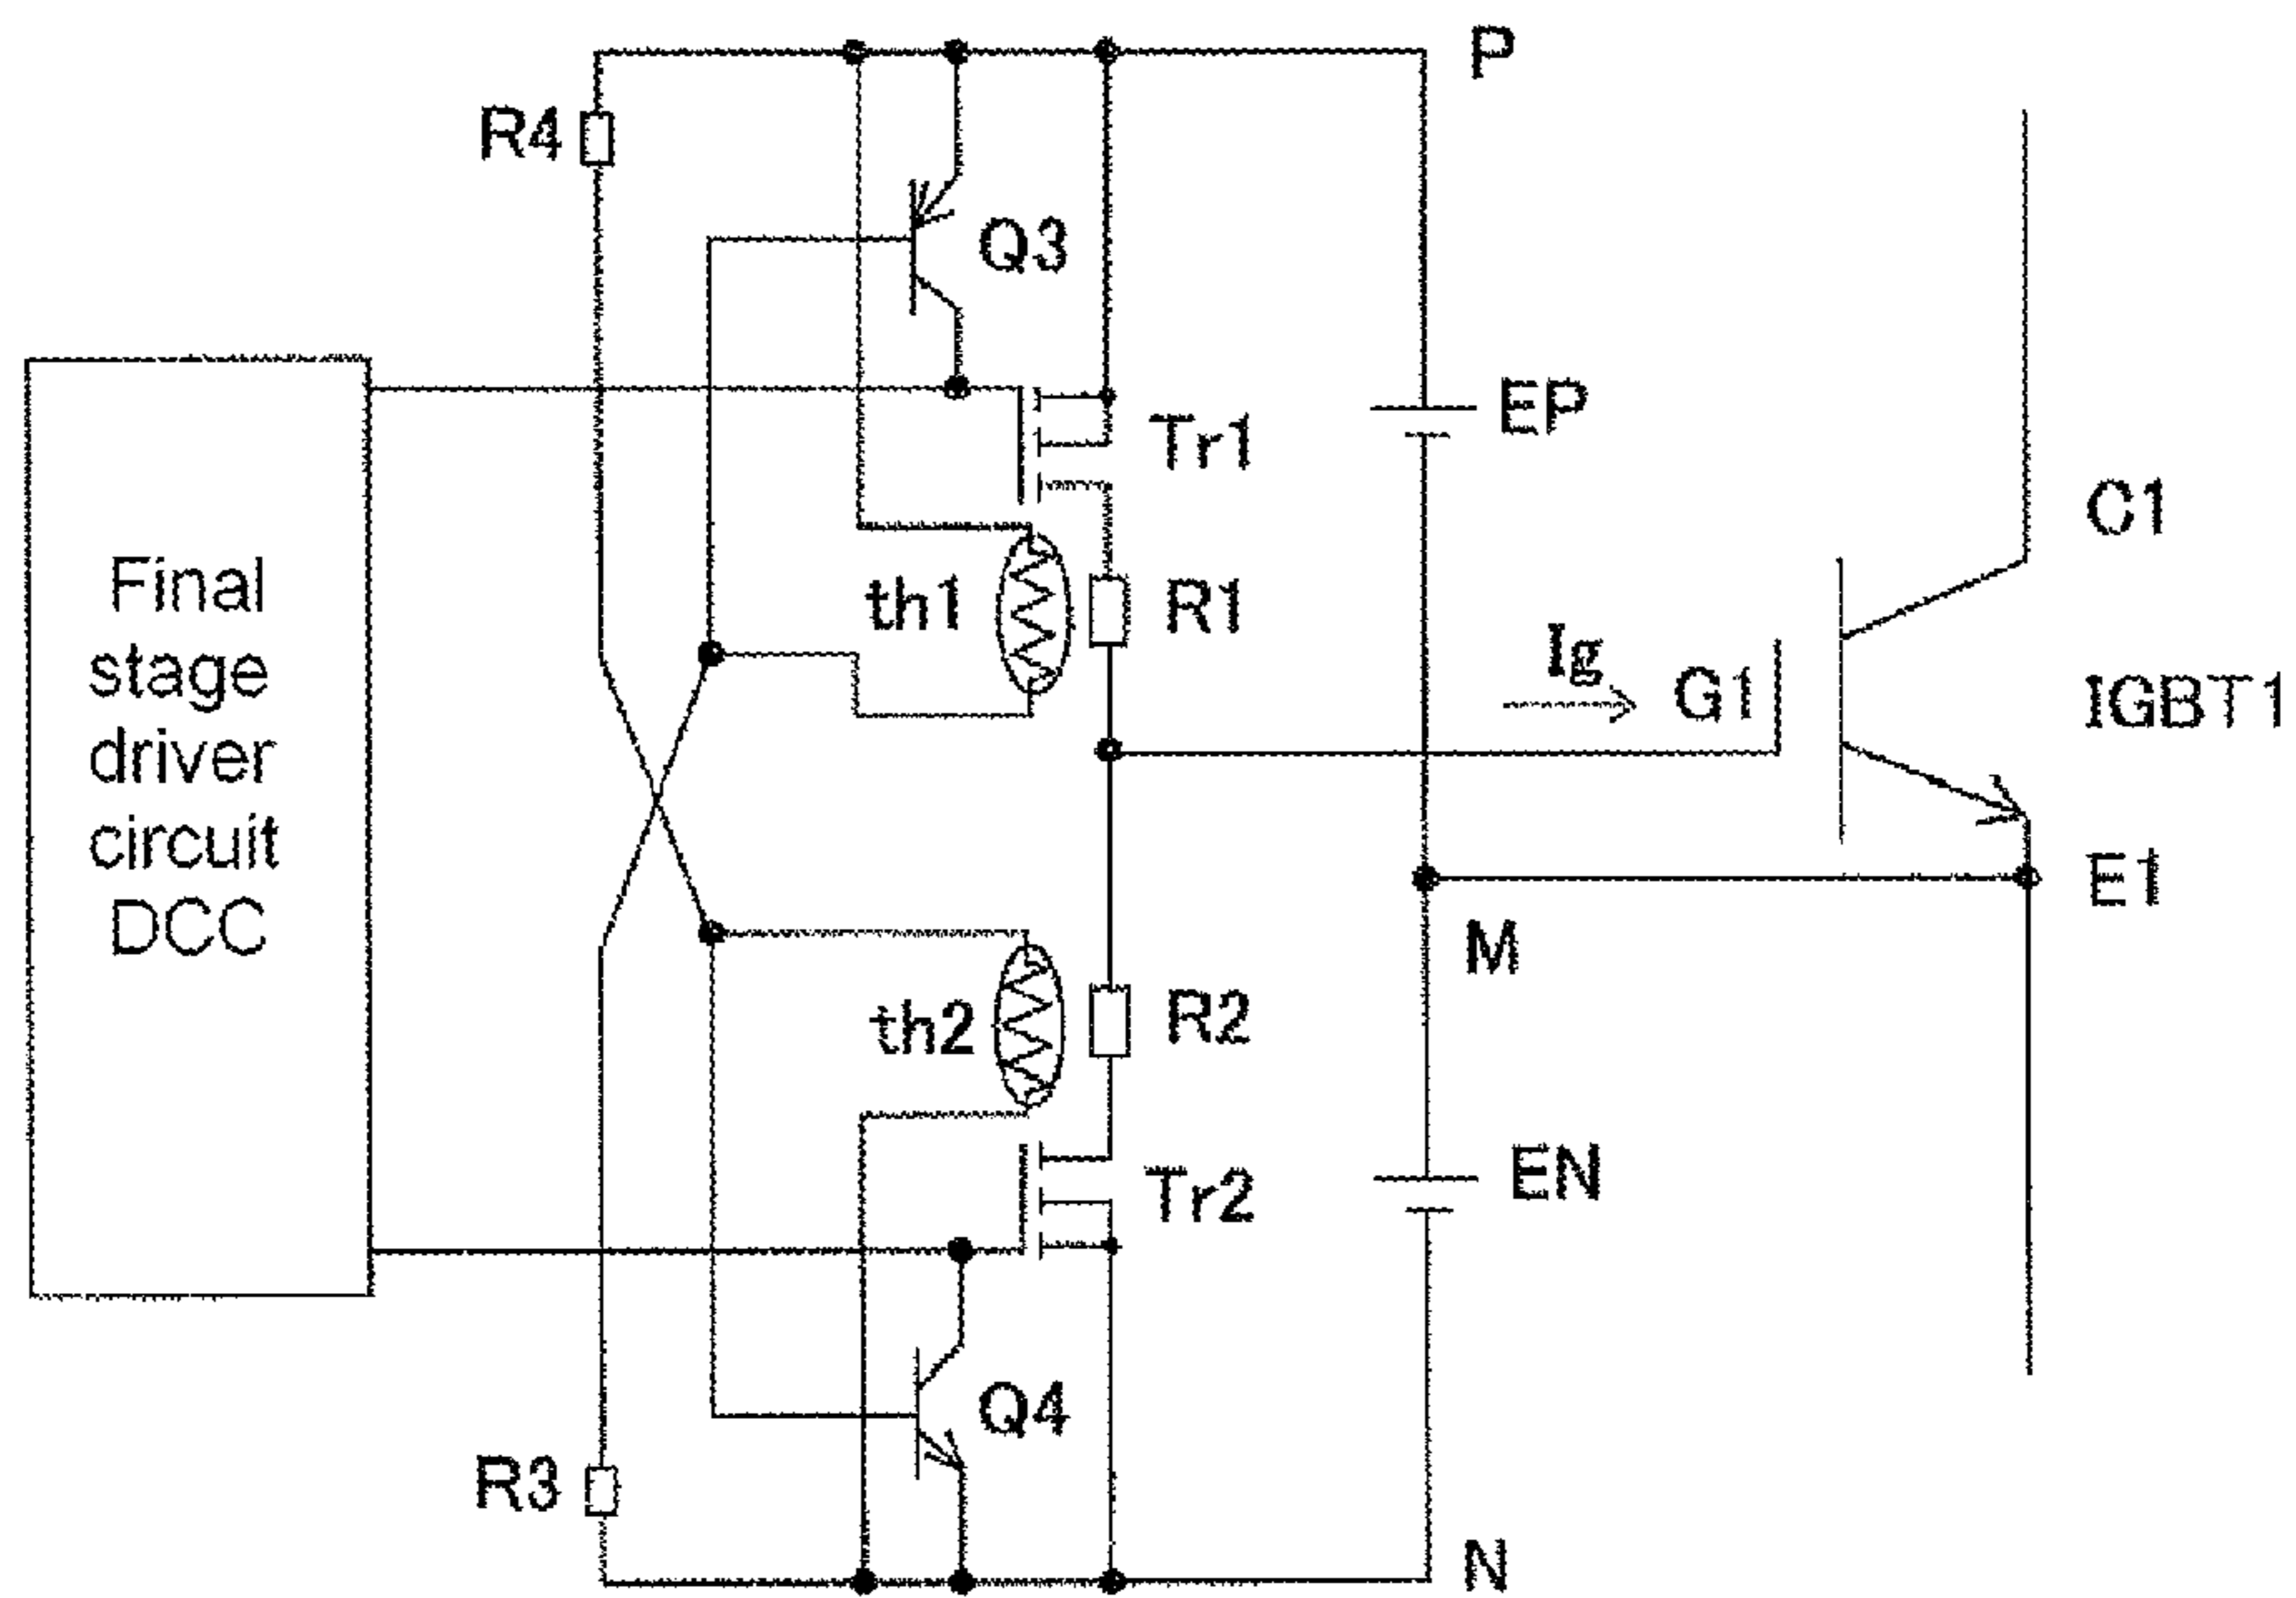 P
R4
Q3
EP
Tr1
C1
Final
stage
driver
circuit
DCC
th1
R1
Ig
G1
IGBT1
E1
M
th2
R2
EN
Tr2
Q4
R3
N